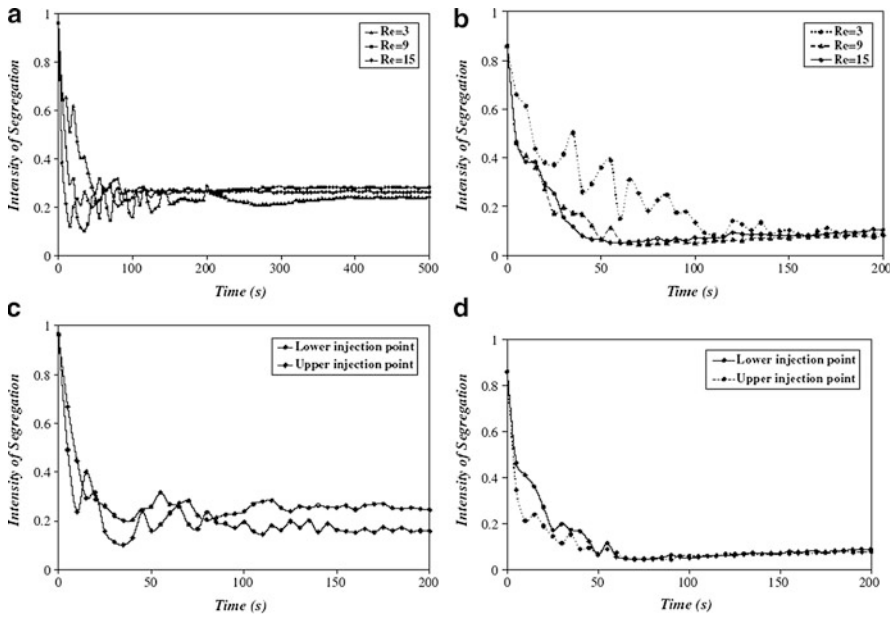 a
Intensity of Segregation
1
0.8
0.6
0.4
0.2
0
0 100 200 300 400 500
Time (s)
Re=3
Re=9
Re=15
b
Intensity of Segregation
1
0.8
0.6
0.4
0.2
0
0 50 100 150 200
Time (s)
Re=3
Re=9
Re=15
c
Intensity of Segregation
1
0.8
0.6
0.4
0.2
0
0 50 100 150 200
Time (s)
Lower injection point
Upper injection point
d
Intensity of Segregation
1
0.8
0.6
0.4
0.2
0
0 50 100 150 200
Time (s)
Lower injection point
Upper injection point